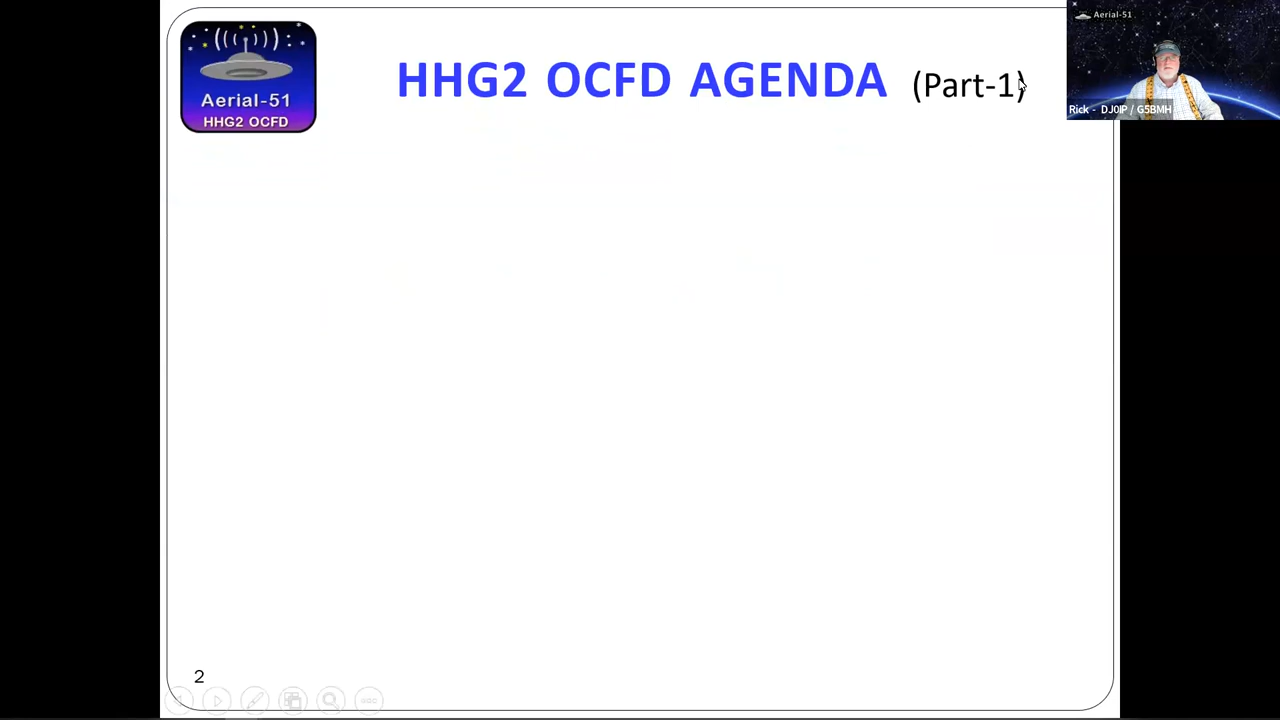 HHG2 OCFD AGENDA (Part-1)
Aerial-51
HHG2 OCFD
Aerial-51
Rick - DJ0IP / G5BMH
2